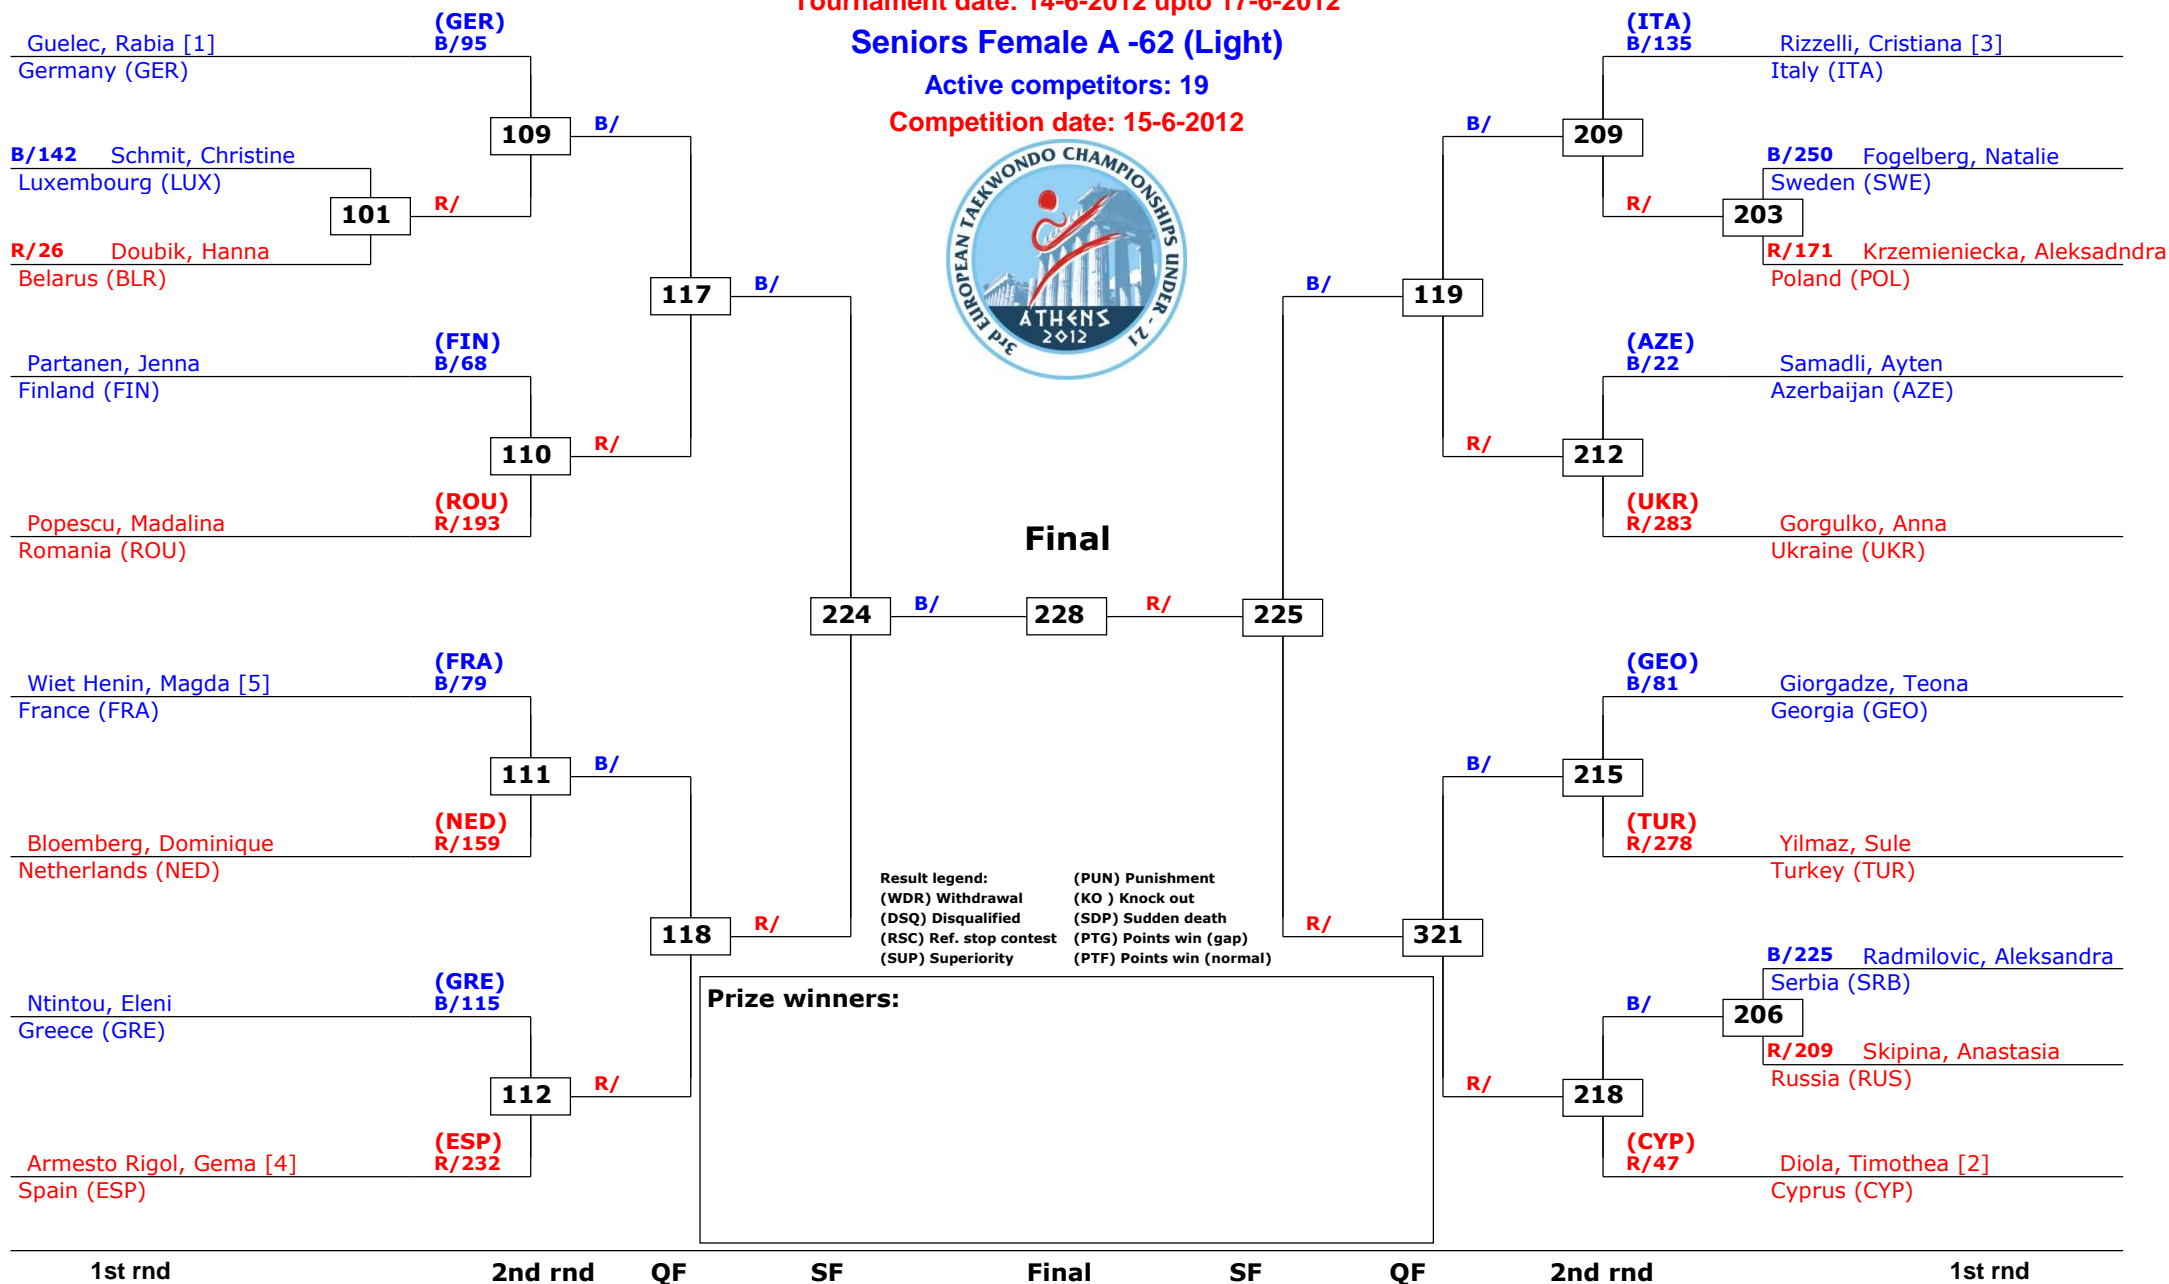 Tournament date: 14-6-2012 upto 17-6-2012
Seniors Female A -62 (Light)
Active competitors: 19
Competition date: 15-6-2012
3rd EUROPEAN TAEKWONDO CHAMPIONSHIPS UNDER - 21
ATHENS
2012
(GER)
Guelec, Rabia [1] B/95
Germany (GER)
109
B/
B/142 Schmit, Christine
Luxembourg (LUX)
101
R/
R/26 Doubik, Hanna
Belarus (BLR)
117
B/
(FIN)
Partanen, Jenna B/68
Finland (FIN)
110
R/
(ROU)
Popescu, Madalina R/193
Romania (ROU)
224
B/
(FRA)
Wiet Henin, Magda [5] B/79
France (FRA)
111
B/
(NED)
Bloemberg, Dominique R/159
Netherlands (NED)
118
R/
(GRE)
Ntintou, Eleni B/115
Greece (GRE)
112
R/
(ESP)
Armesto Rigol, Gema [4] R/232
Spain (ESP)
Final
228
R/
225
(ITA)
B/135 Rizzelli, Cristiana [3]
Italy (ITA)
B/
209
B/250 Fogelberg, Natalie
Sweden (SWE)
R/
203
R/171 Krzemieniecka, Aleksadndra
Poland (POL)
B/
119
(AZE)
B/22 Samadli, Ayten
Azerbaijan (AZE)
R/
212
(UKR)
R/283 Gorgulko, Anna
Ukraine (UKR)
(GEO)
B/81 Giorgadze, Teona
Georgia (GEO)
B/
215
(TUR)
R/278 Yilmaz, Sule
Turkey (TUR)
R/
321
B/225 Radmilovic, Aleksandra
Serbia (SRB)
B/
206
R/209 Skipina, Anastasia
Russia (RUS)
R/
218
(CYP)
R/47 Diola, Timothea [2]
Cyprus (CYP)
Result legend: (PUN) Punishment
(WDR) Withdrawal (KO ) Knock out
(DSQ) Disqualified (SDP) Sudden death
(RSC) Ref. stop contest (PTG) Points win (gap)
(SUP) Superiority (PTF) Points win (normal)
Prize winners:
1st rnd 2nd rnd QF SF Final SF QF 2nd rnd 1st rnd